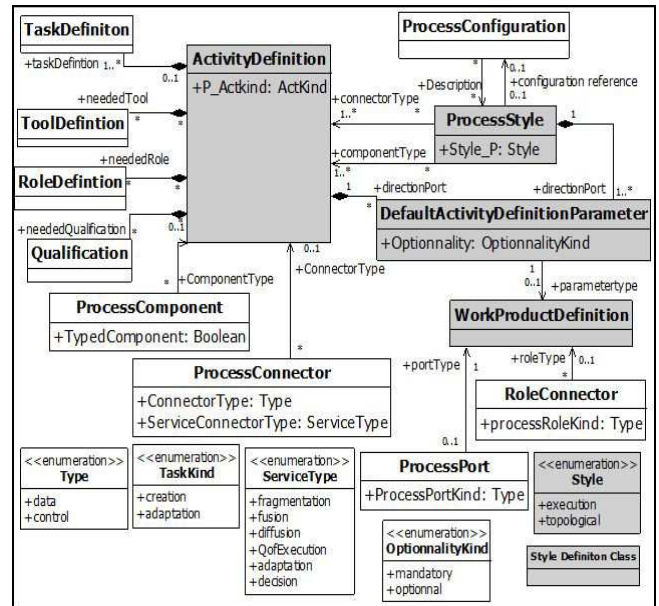 TaskDefiniton
+taskDefintion
1..*
0..1
ActivityDefinition
+P_Actkind: ActKind
ProcessConfiguration
*
0..1
+configuration reference
+Description
*
0..1
+neededTool
*
*
ToolDefintion
+connectorType
1..*
*
ProcessStyle
+Style_P: Style
1
+neededRole
*
*
RoleDefintion
+componentType
1..*
*
1
+directionPort
*
+directionPort
1..*
DefaultActivityDefinitionParameter
+Optionnality: OptionnalityKind
+neededQualification
*
*
0..1
0..1
Qualification
+ComponentType
+ConnectorType
1
0..1
+parametertype
ProcessComponent
+TypedComponent: Boolean
WorkProductDefinition
*
ProcessConnector
+ConnectorType: Type
+ServiceConnectorType: ServiceType
+portType
1
+roleType
0..1
*
RoleConnector
+processRoleKind: Type
0..1
ProcessPort
+ProcessPortKind: Type
<<enumeration>>
Type
+data
+control
<<enumeration>>
TaskKind
+creation
+adaptation
<<enumeration>>
ServiceType
+fragmentation
+fusion
+diffusion
+QofExecution
+adaptation
+decision
<<enumeration>>
OptionnalityKind
+mandatory
+optionnal
<<enumeration>>
Style
+execution
+topological
Style Definiton Class